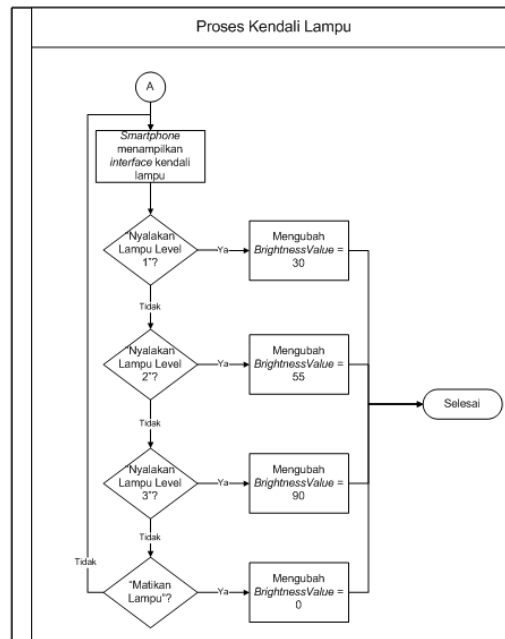 Proses Kendali Lampu
A
Smartphone
menampilkan
interface kendali
lampu
"Nyalakan
Lampu Level
1"?
Ya
Mengubah
BrightnessValue =
30
Tidak
"Nyalakan
Lampu Level
2"?
Ya
Mengubah
BrightnessValue =
55
Selesai
Tidak
"Nyalakan
Lampu Level
3"?
Ya
Mengubah
BrightnessValue =
90
Tidak
Tidak
"Matikan
Lampu"?
Ya
Mengubah
BrightnessValue =
0